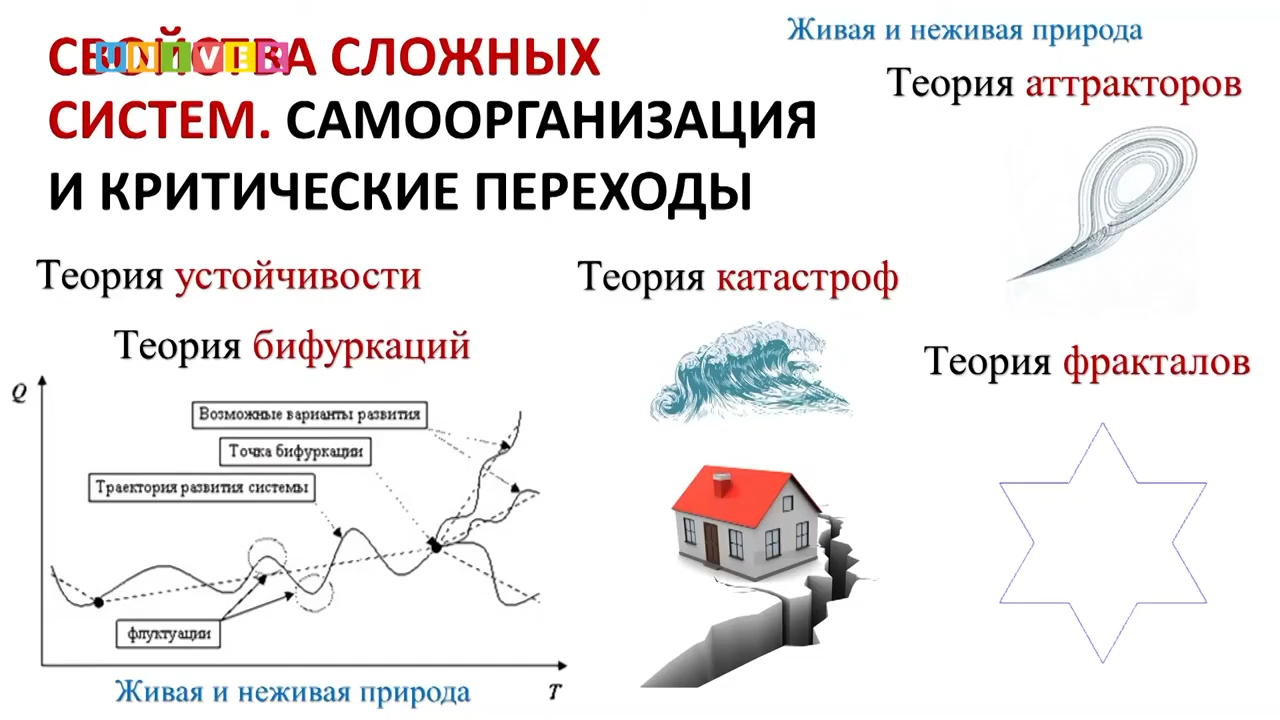 СВОЙСТВА СЛОЖНЫХ
UNIVER
СИСТЕМ. САМООРГАНИЗАЦИЯ
И КРИТИЧЕСКИЕ ПЕРЕХОДЫ
Живая и неживая природа
Теория аттракторов
Теория устойчивости
Теория катастроф
Теория бифуркаций
Теория фракталов
Q
Возможные варианты развития
Точка бифуркации
Траектория развития системы
флуктуации
T
Живая и неживая природа